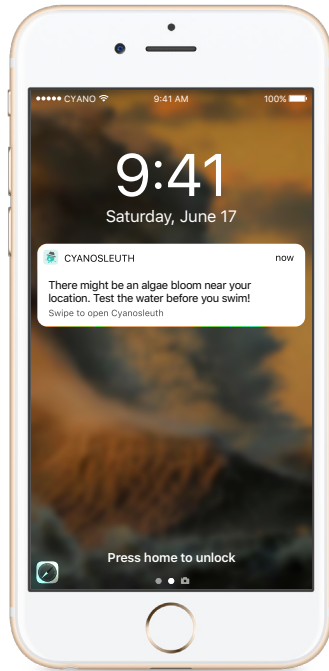 CYANO 9:41 AM 100%
9:41
Saturday, June 17
CYANOSLEUTH now
There might be an algae bloom near your
location. Test the water before you swim!
Swipe to open Cyanosleuth
Press home to unlock